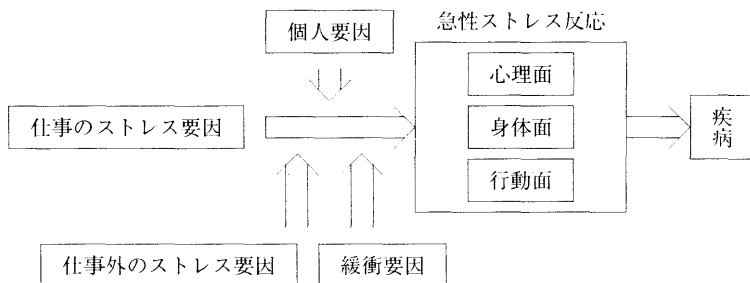 急性ストレス反応
個人要因
心理面
仕事のストレス要因
身体面
疾病
行動面
仕事外のストレス要因
緩衝要因